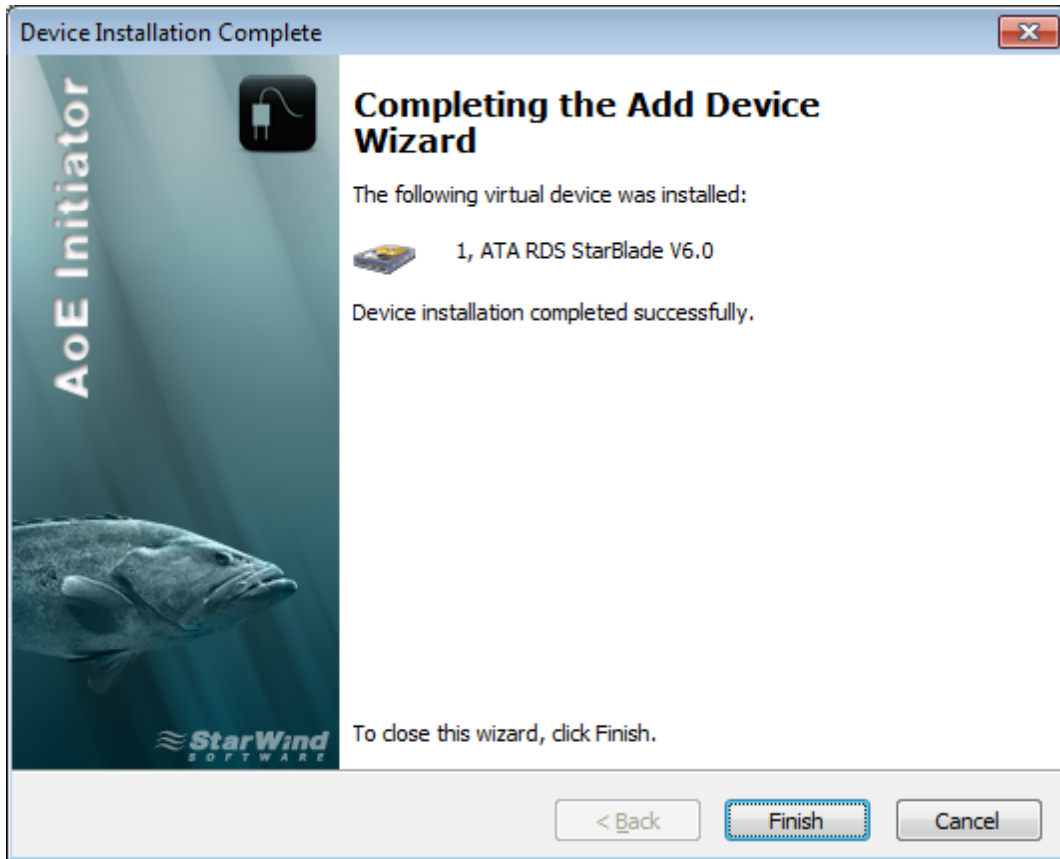 Device Installation Complete
AoE Initiator
Completing the Add Device
Wizard
The following virtual device was installed:
1, ATA RDS StarBlade V6.0
Device installation completed successfully.
To close this wizard, click Finish.
StarWind
SOFTWARE
< Back
Finish
Cancel